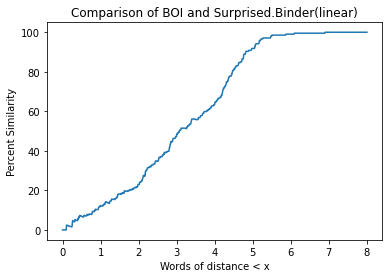 Comparison of BOI and Surprised.Binder(linear)
Percent Similarity
100
80
60
40
20
0
0 1 2 3 4 5 6 7 8
Words of distance < x